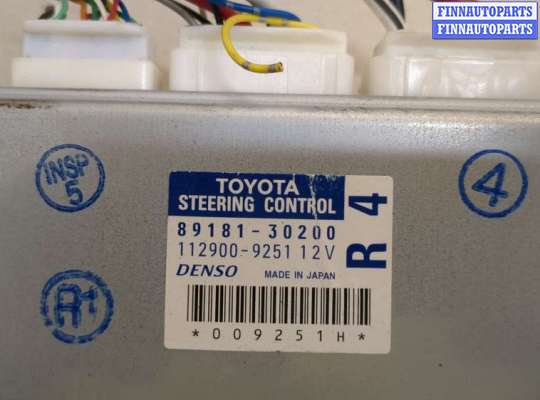 FINNAUTOPARTS
FINNAUTOPARTS
INSP
5
4
TOYOTA
STEERING CONTROL
89181-30200
112900-9251 12V
DENSO MADE IN JAPAN
*009251H*
R 4
R1